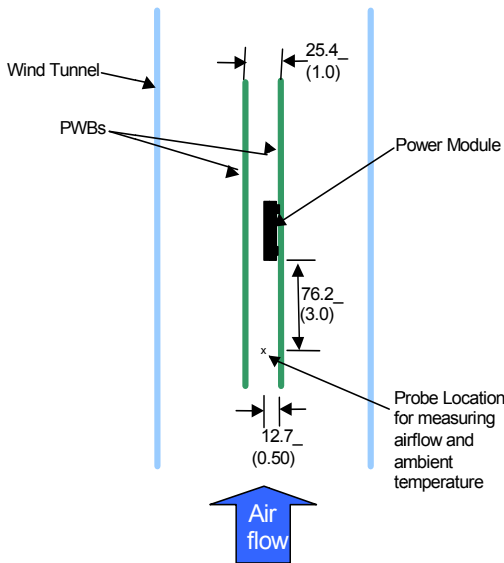 25.4_
(1.0)
Wind Tunnel
PWBs
Power Module
76.2_
(3.0)
x
Probe Location
for measuring
airflow and
ambient
temperature
12.7_
(0.50)
Air
flow